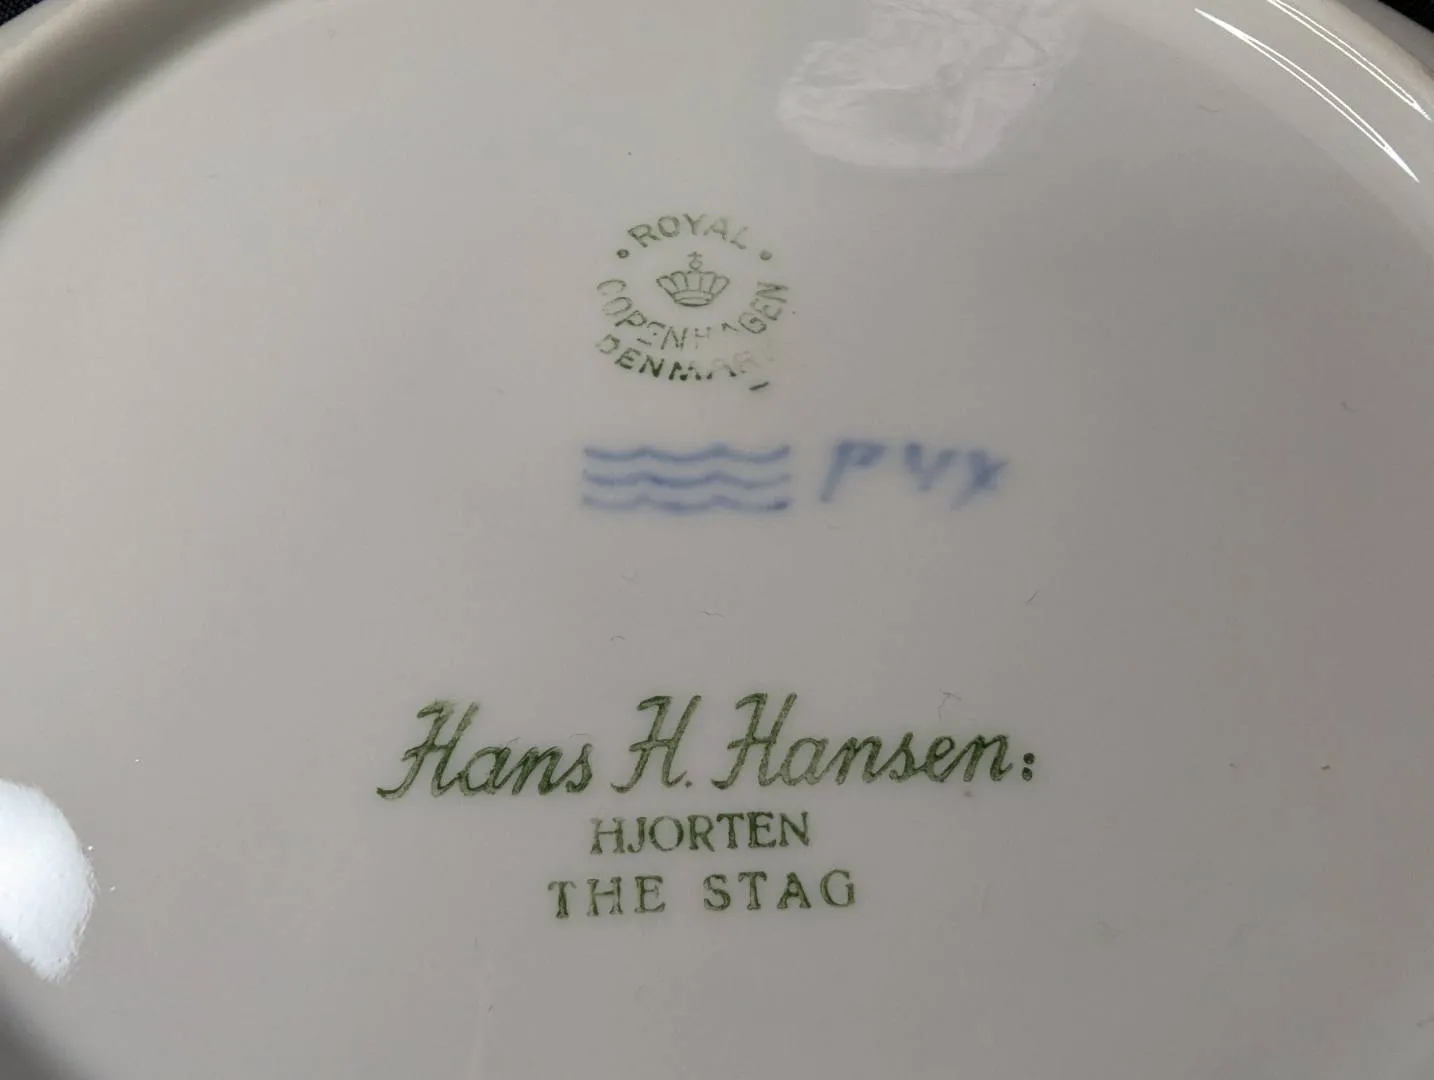 ROYAL
COPENHAGEN
DENMARK
Hans H. Hansen:
HJORTEN
THE STAG